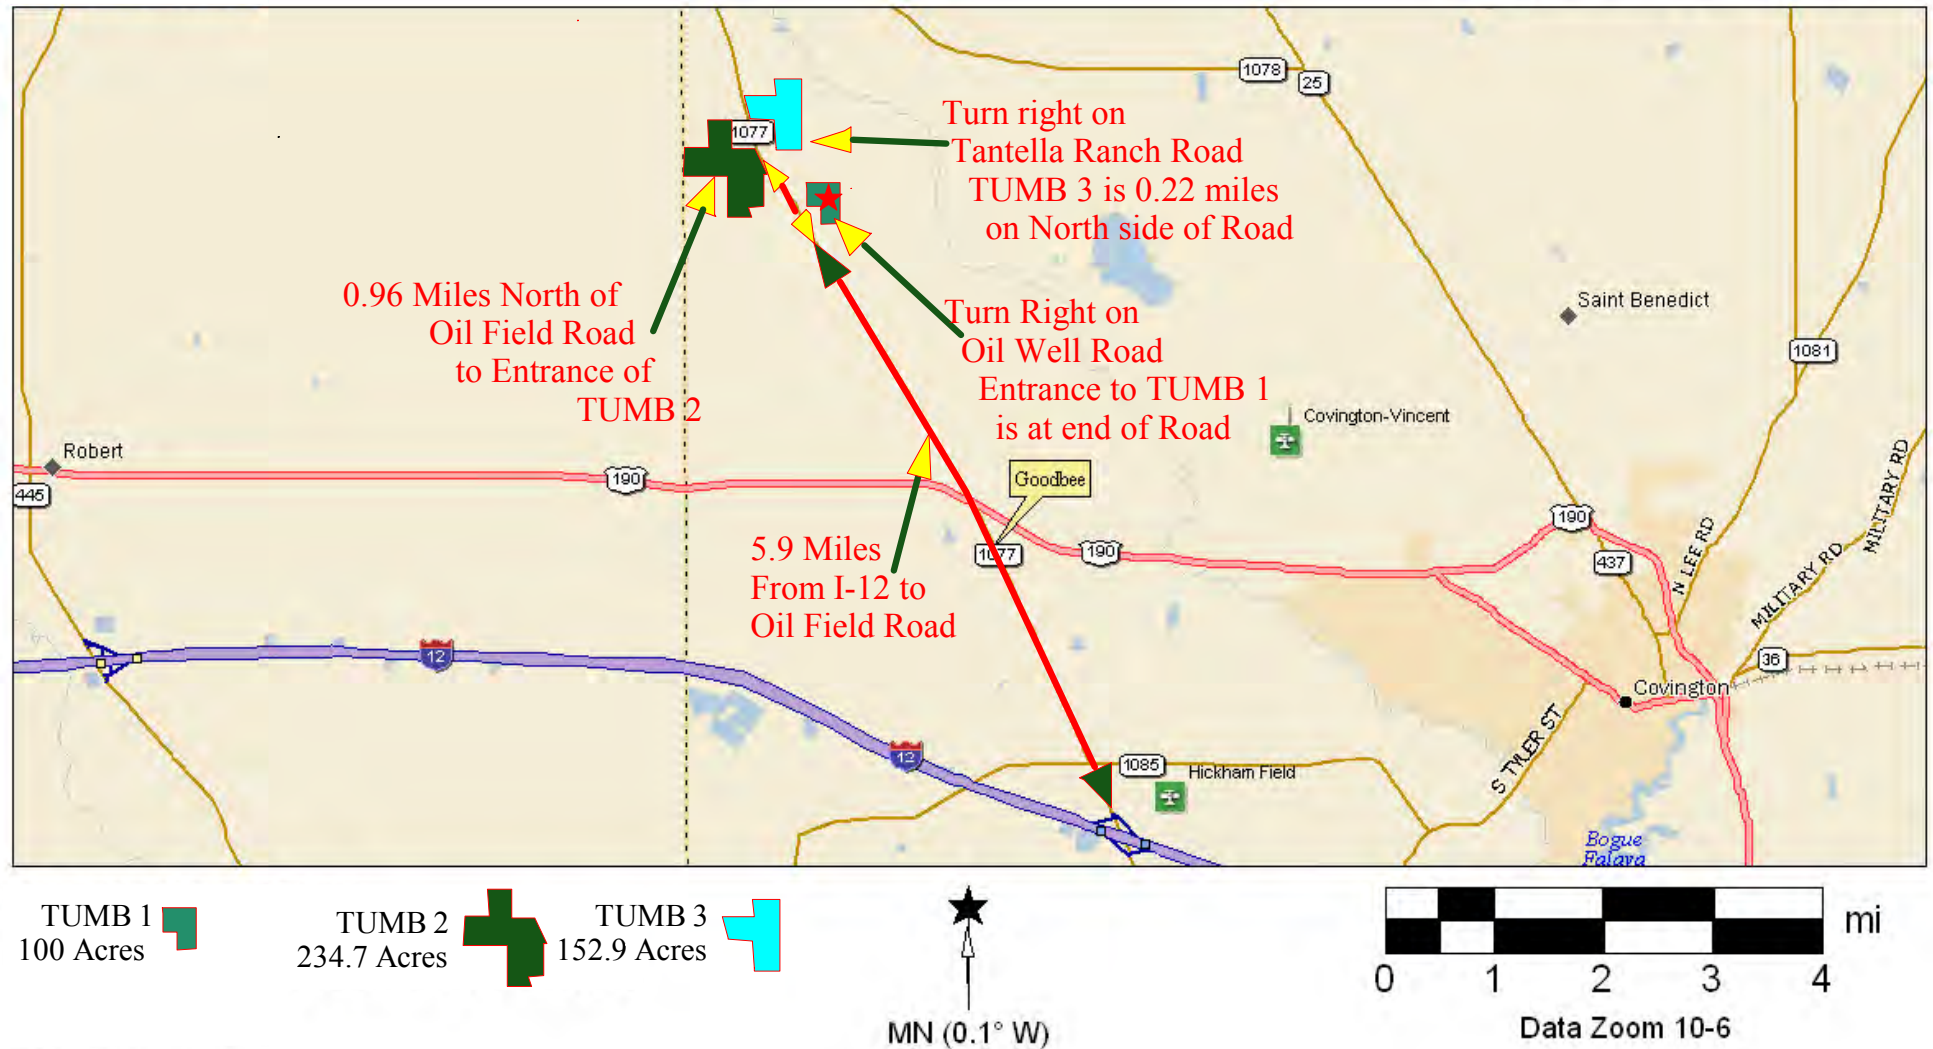 1078
25
Turn right on
Tantella Ranch Road
TUMB 3 is 0.22 miles
on North side of Road
1077
0.96 Miles North of
Oil Field Road
to Entrance of
TUMB 2
Turn Right on
Oil Well Road
Entrance to TUMB 1
is at end of Road
Saint Benedict
1081
Covington-Vincent
Robert
445
190
Goodbee
1077
190
190
437
N LEE RD
MILITARY RD
MILITARY RD
5.9 Miles
From I-12 to
Oil Field Road
12
36
Covington
S TYLER ST
12
1085
Hickham Field
Bogue
Falaya
TUMB 1
100 Acres
TUMB 2
234.7 Acres
TUMB 3
152.9 Acres
MN (0.1° W)
mi
0 1 2 3 4
Data Zoom 10-6